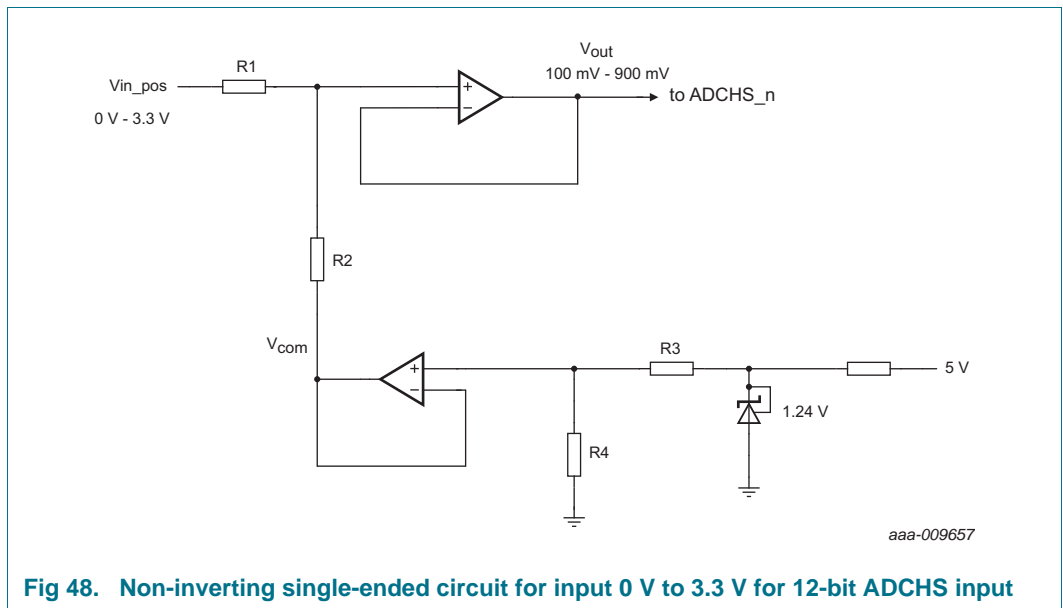 Vout
100 mV - 900 mV
R1
Vin_pos
0 V - 3.3 V
+
−
to ADCHS_n
R2
Vcom
+
−
R3
5 V
1.24 V
R4
aaa-009657
Fig 48. Non-inverting single-ended circuit for input 0 V to 3.3 V for 12-bit ADCHS input